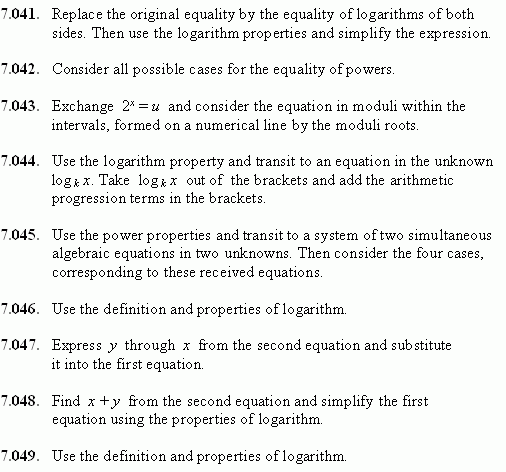 7.041. Replace the original equality by the equality of logarithms of both
sides. Then use the logarithm properties and simplify the expression.
7.042. Consider all possible cases for the equality of powers.
7.043. Exchange 2ˣ = u and consider the equation in moduli within the
intervals, formed on a numerical line by the moduli roots.
7.044. Use the logarithm property and transit to an equation in the unknown
logₖ x. Take logₖ x out of the brackets and add the arithmetic
progression terms in the brackets.
7.045. Use the power properties and transit to a system of two simultaneous
algebraic equations in two unknowns. Then consider the four cases,
corresponding to these received equations.
7.046. Use the definition and properties of logarithm.
7.047. Express y through x from the second equation and substitute
it into the first equation.
7.048. Find x + y from the second equation and simplify the first
equation using the properties of logarithm.
7.049. Use the definition and properties of logarithm.